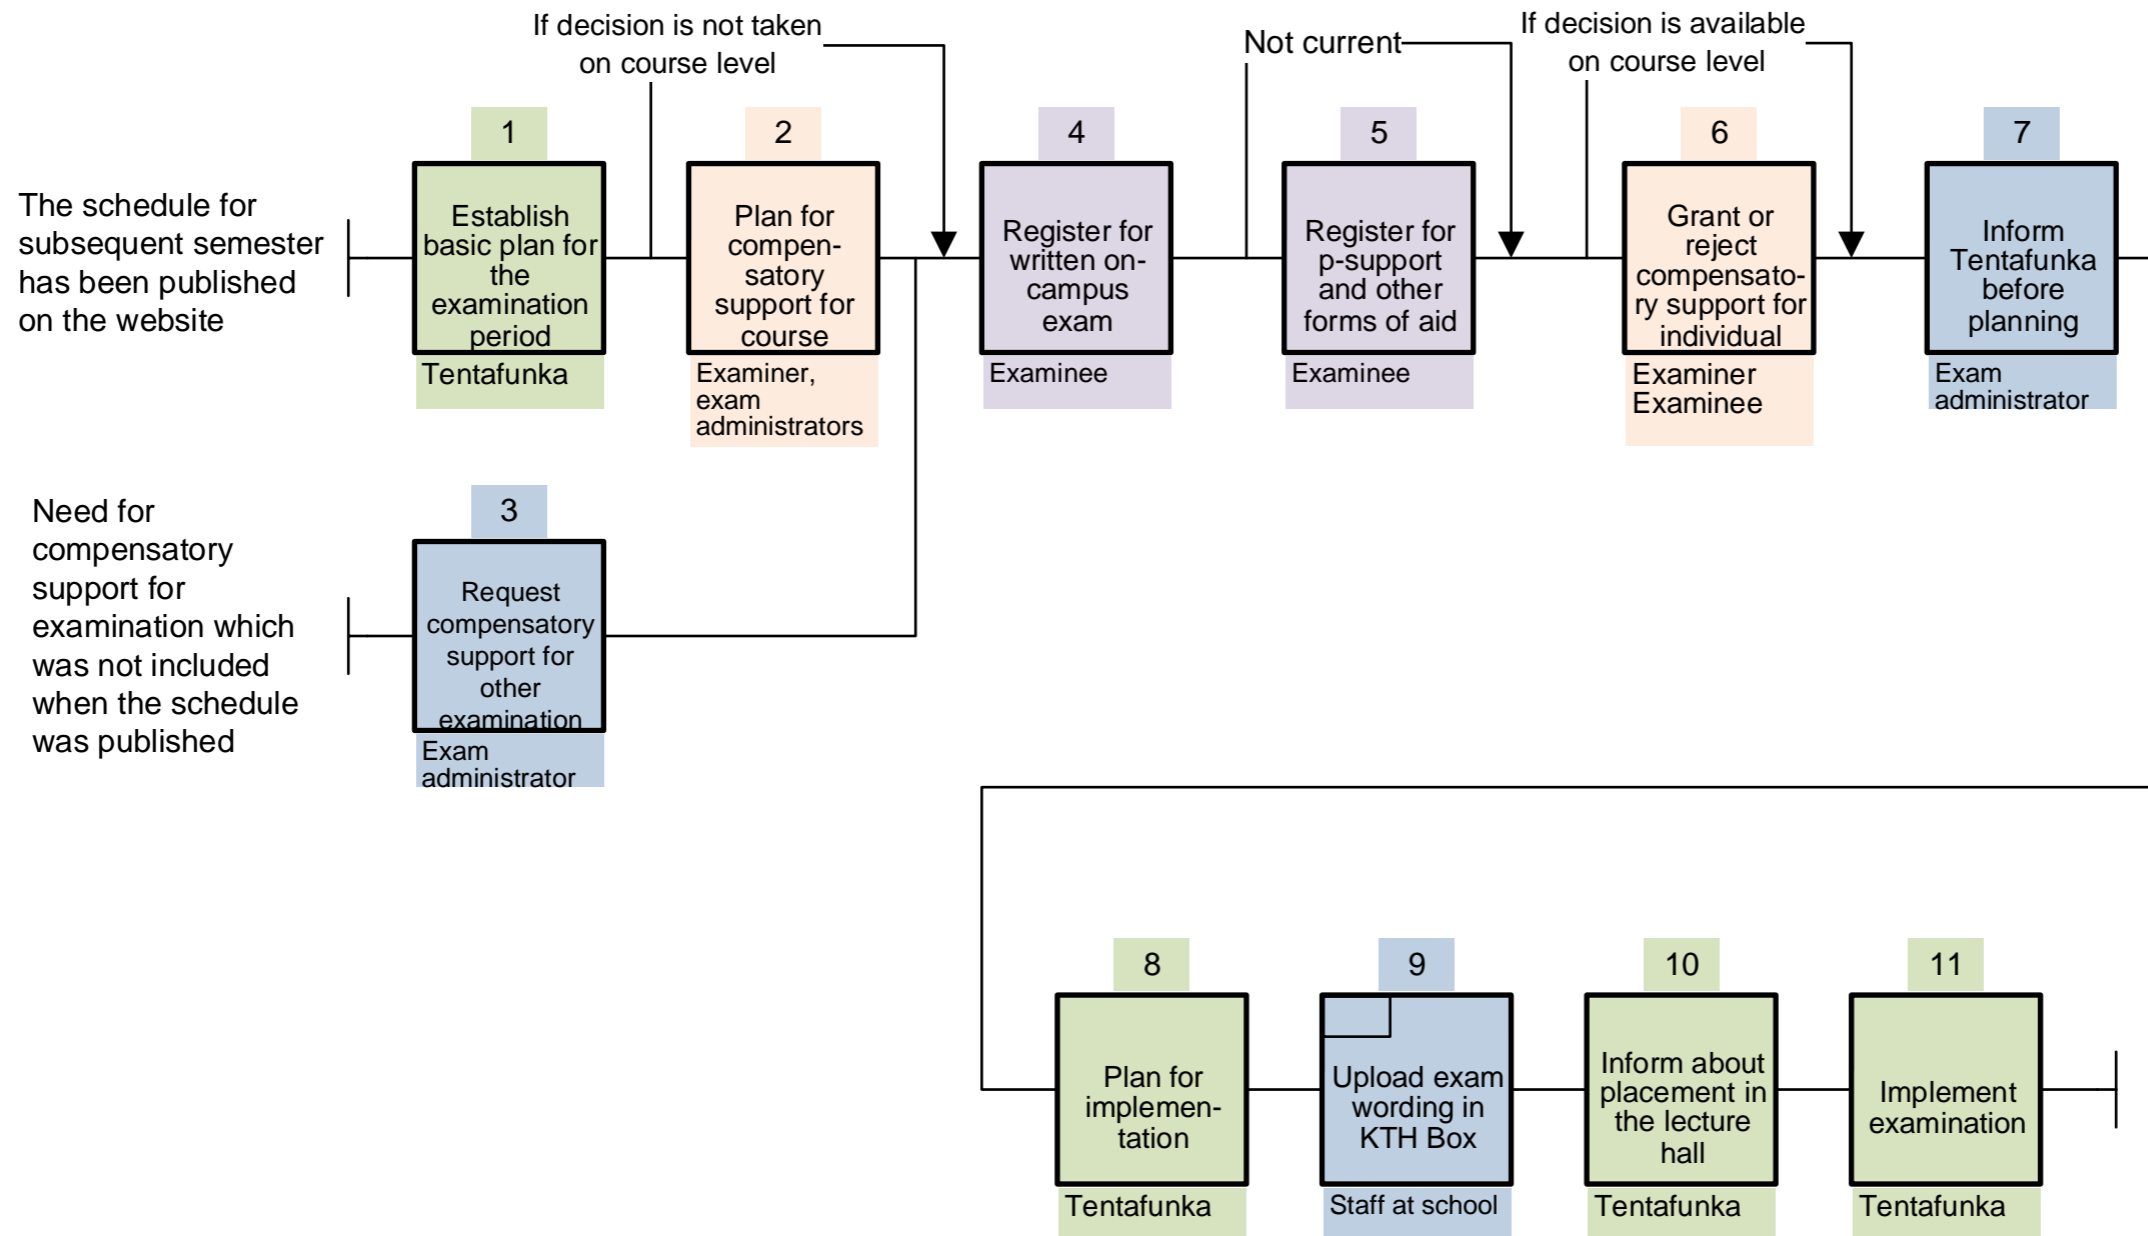 If decision is not taken
on course level
Not current
If decision is available
on course level
The schedule for
subsequent semester
has been published
on the website
1
Establish
basic plan for
the
examination
period
Tentafunka
2
Plan for
compen-
satory
support for
course
Examiner,
exam
administrators
4
Register for
written on-
campus
exam
Examinee
5
Register for
p-support
and other
forms of aid
Examinee
6
Grant or
reject
compensato-
ry support for
individual
Examiner
Examinee
7
Inform
Tentafunka
before
planning
Exam
administrator
Need for
compensatory
support for
examination which
was not included
when the schedule
was published
3
Request
compensatory
support for
other
examination
Exam
administrator
8
Plan for
implemen-
tation
Tentafunka
9
Upload exam
wording in
KTH Box
Staff at school
10
Inform about
placement in
the lecture
hall
Tentafunka
11
Implement
examination
Tentafunka